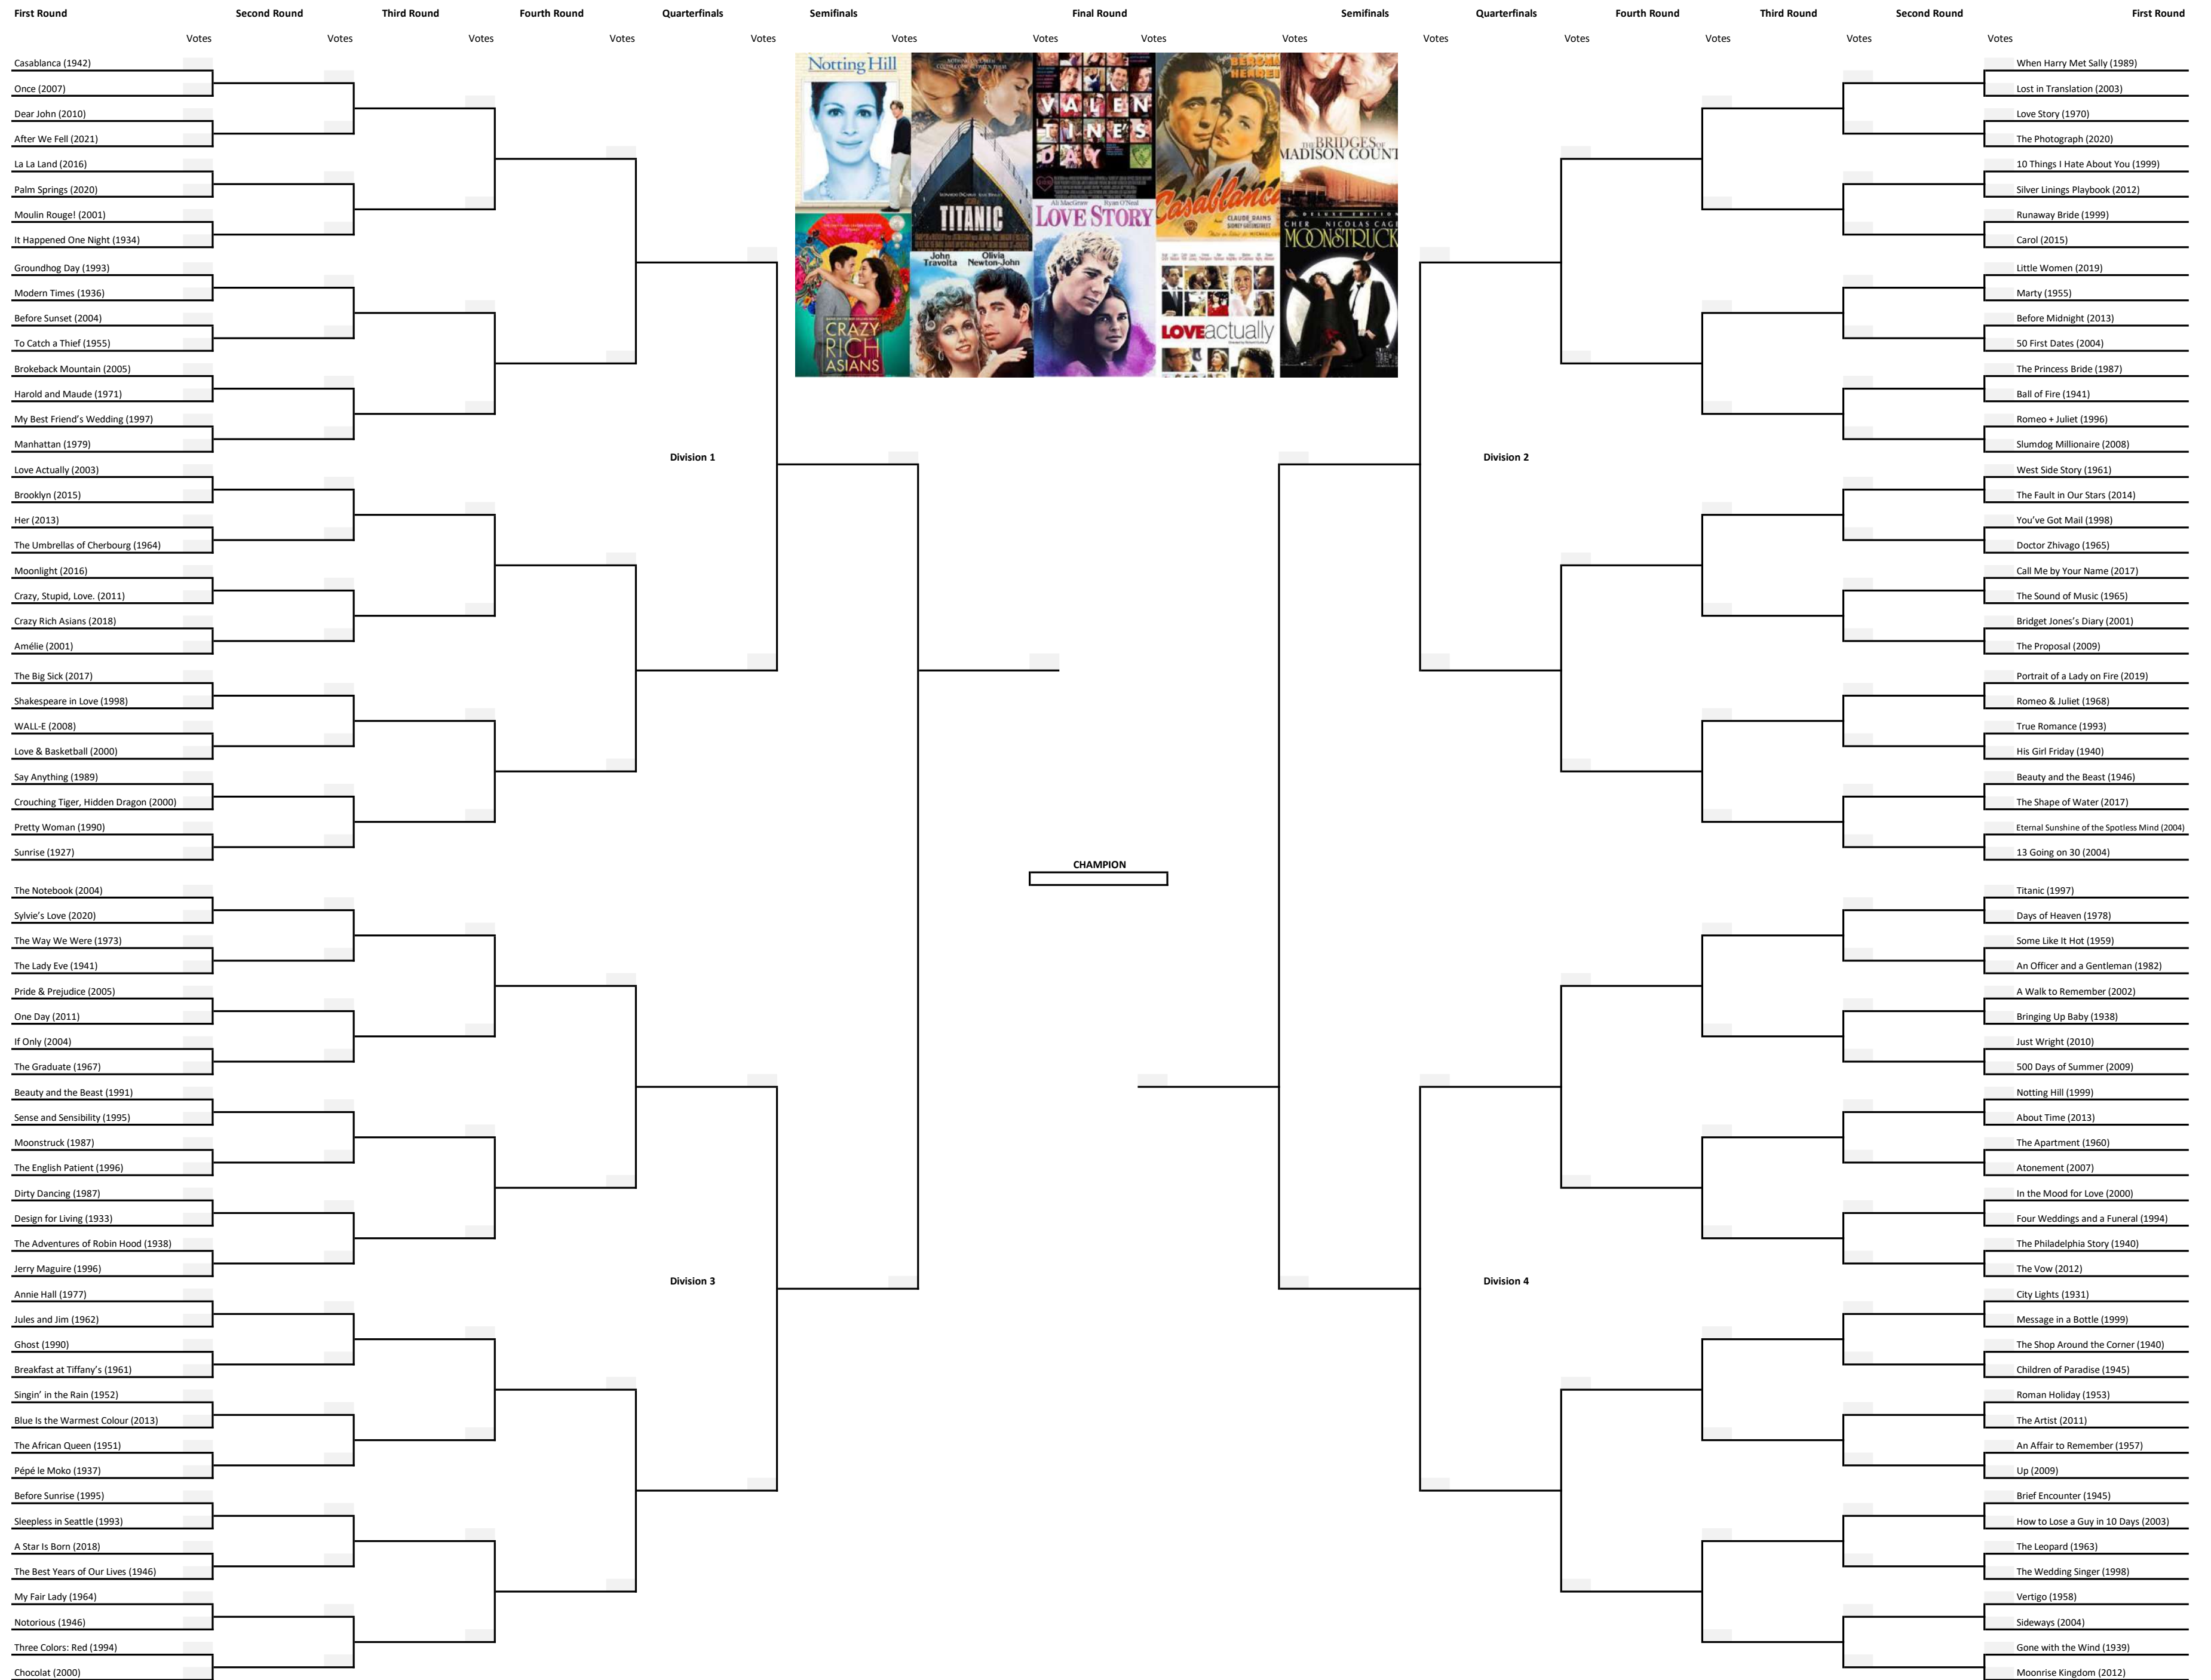 First Round Second Round Third Round Fourth Round Quarterfinals Semifinals Final Round Semifinals Quarterfinals Fourth Round Third Round Second Round First Round
Votes Votes Votes Votes Votes Votes Votes Votes Votes Votes Votes Votes Votes Votes
Casablanca (1942)
Once (2007)
Dear John (2010)
After We Fell (2021)
La La Land (2016)
Palm Springs (2020)
Moulin Rouge! (2001)
It Happened One Night (1934)
Groundhog Day (1993)
Modern Times (1936)
Before Sunset (2004)
To Catch a Thief (1955)
Brokeback Mountain (2005)
Harold and Maude (1971)
My Best Friend's Wedding (1997)
Manhattan (1979)
Love Actually (2003)
Brooklyn (2015)
Her (2013)
The Umbrellas of Cherbourg (1964)
Moonlight (2016)
Crazy, Stupid, Love. (2011)
Crazy Rich Asians (2018)
Amélie (2001)
The Big Sick (2017)
Shakespeare in Love (1998)
WALL-E (2008)
Love & Basketball (2000)
Say Anything (1989)
Crouching Tiger, Hidden Dragon (2000)
Pretty Woman (1990)
Sunrise (1927)
Division 1
The Notebook (2004)
Sylvie's Love (2020)
The Way We Were (1973)
The Lady Eve (1941)
Pride & Prejudice (2005)
One Day (2011)
If Only (2004)
The Graduate (1967)
Beauty and the Beast (1991)
Sense and Sensibility (1995)
Moonstruck (1987)
The English Patient (1996)
Dirty Dancing (1987)
Design for Living (1933)
The Adventures of Robin Hood (1938)
Jerry Maguire (1996)
Annie Hall (1977)
Jules and Jim (1962)
Ghost (1990)
Breakfast at Tiffany's (1961)
Singin' in the Rain (1952)
Blue Is the Warmest Colour (2013)
The African Queen (1951)
Pépé le Moko (1937)
Before Sunrise (1995)
Sleepless in Seattle (1993)
A Star Is Born (2018)
The Best Years of Our Lives (1946)
My Fair Lady (1964)
Notorious (1946)
Three Colors: Red (1994)
Chocolat (2000)
Division 3
Notting Hill
TITANIC
VALEN
TINE'S
DAY
BERGMA
HENREI
Casablanca
CLAUDE RAINS
THE BRIDGES OF
MADISON COUNT
CRAZY
RICH
ASIANS
John Travolta
Olivia Newton-John
Ali MacGraw Ryan O'Neal
LOVE STORY
LOVE actually
DELUXE EDITION
CHER NICOLAS CAGE
MOONSTRUCK
CHAMPION
When Harry Met Sally (1989)
Lost in Translation (2003)
Love Story (1970)
The Photograph (2020)
10 Things I Hate About You (1999)
Silver Linings Playbook (2012)
Runaway Bride (1999)
Carol (2015)
Little Women (2019)
Marty (1955)
Before Midnight (2013)
50 First Dates (2004)
The Princess Bride (1987)
Ball of Fire (1941)
Romeo + Juliet (1996)
Slumdog Millionaire (2008)
West Side Story (1961)
The Fault in Our Stars (2014)
You've Got Mail (1998)
Doctor Zhivago (1965)
Call Me by Your Name (2017)
The Sound of Music (1965)
Bridget Jones's Diary (2001)
The Proposal (2009)
Portrait of a Lady on Fire (2019)
Romeo & Juliet (1968)
True Romance (1993)
His Girl Friday (1940)
Beauty and the Beast (1946)
The Shape of Water (2017)
Eternal Sunshine of the Spotless Mind (2004)
13 Going on 30 (2004)
Division 2
Titanic (1997)
Days of Heaven (1978)
Some Like It Hot (1959)
An Officer and a Gentleman (1982)
A Walk to Remember (2002)
Bringing Up Baby (1938)
Just Wright (2010)
500 Days of Summer (2009)
Notting Hill (1999)
About Time (2013)
The Apartment (1960)
Atonement (2007)
In the Mood for Love (2000)
Four Weddings and a Funeral (1994)
The Philadelphia Story (1940)
The Vow (2012)
City Lights (1931)
Message in a Bottle (1999)
The Shop Around the Corner (1940)
Children of Paradise (1945)
Roman Holiday (1953)
The Artist (2011)
An Affair to Remember (1957)
Up (2009)
Brief Encounter (1945)
How to Lose a Guy in 10 Days (2003)
The Leopard (1963)
The Wedding Singer (1998)
Vertigo (1958)
Sideways (2004)
Gone with the Wind (1939)
Moonrise Kingdom (2012)
Division 4